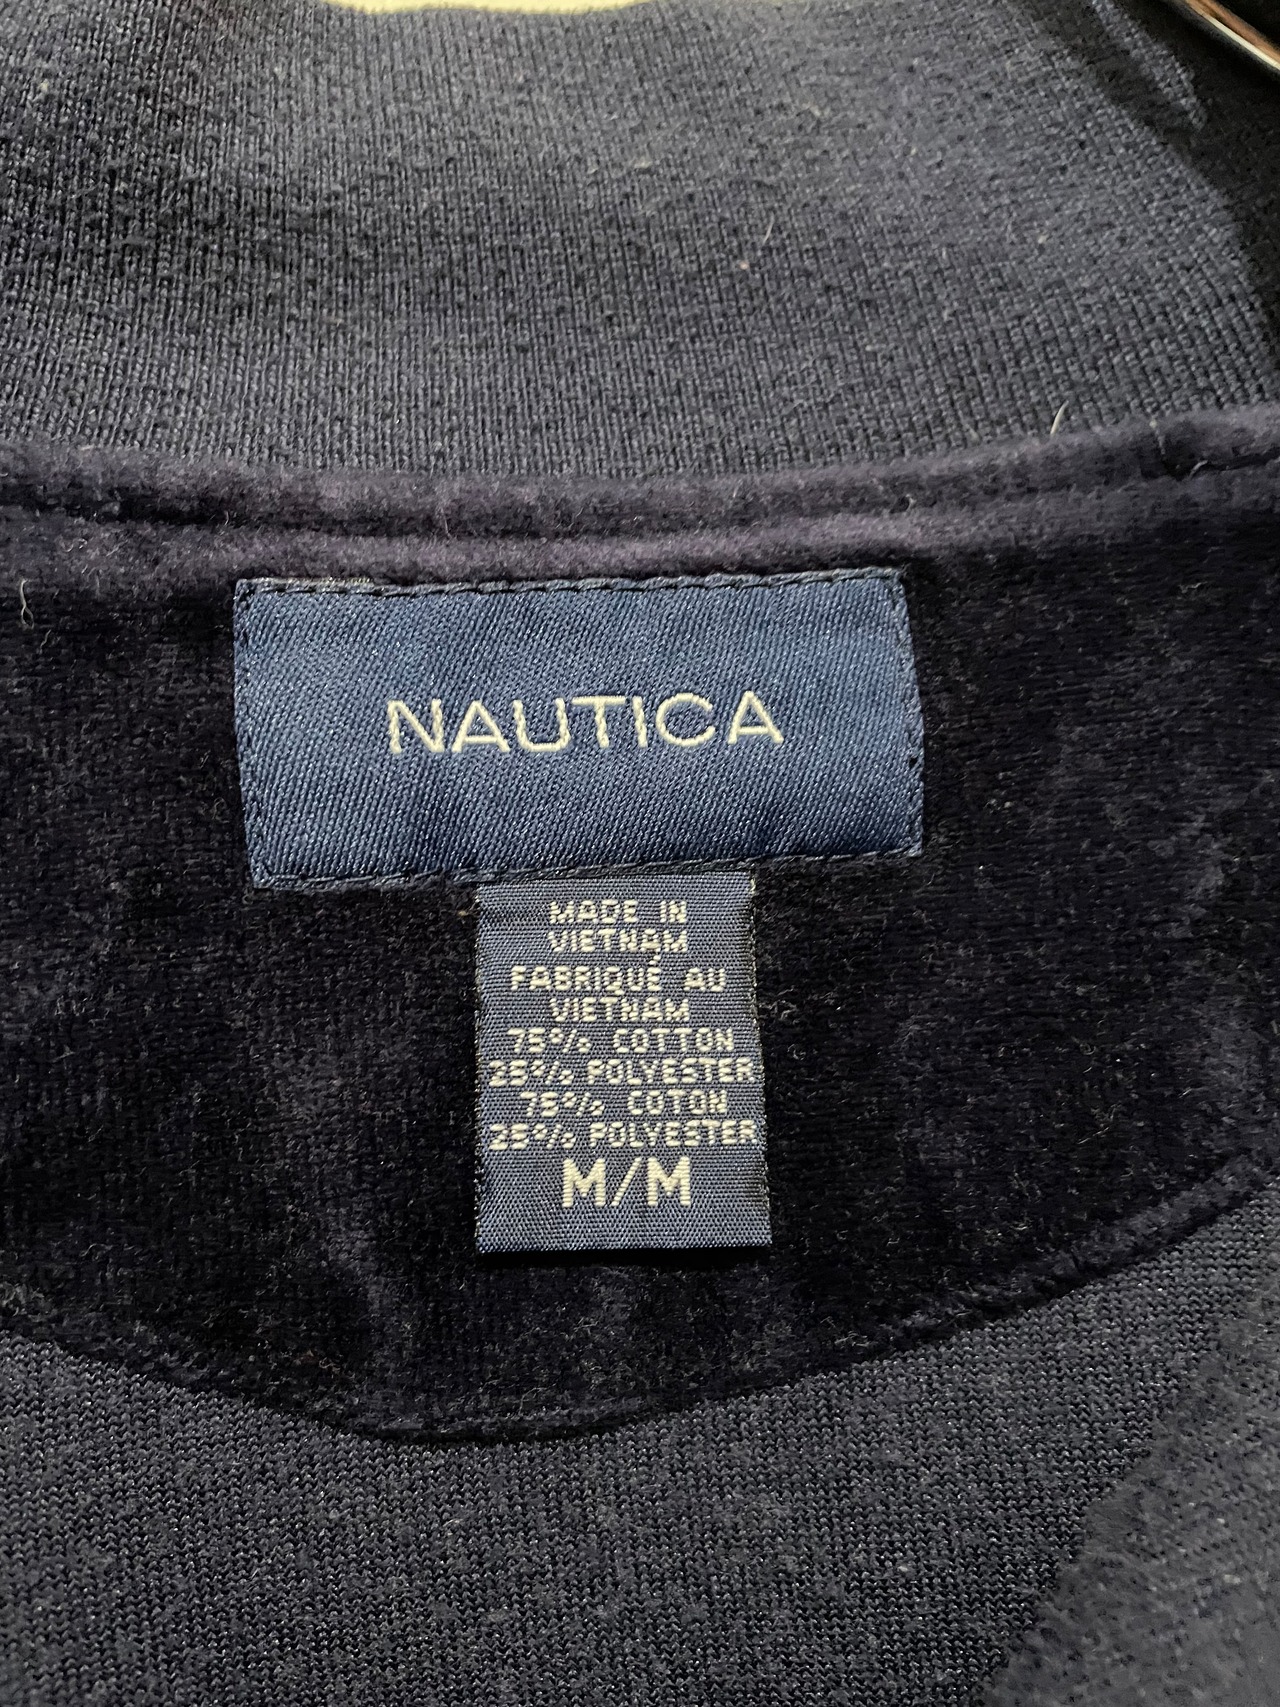 NAUTICA
MADE IN
VIETNAM
FABRIQUÉ AU
VIETNAM
75% COTTON
25% POLYESTER
75% COTON
25% POLYESTER
M/M